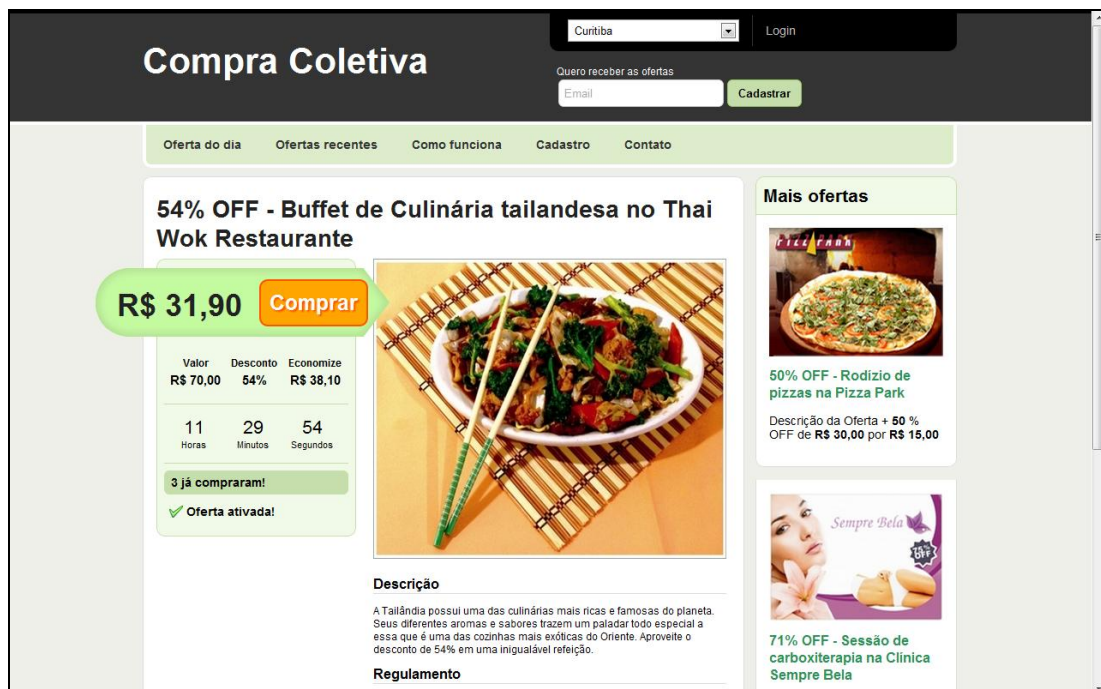 Curitiba
Login
Compra Coletiva
Quero receber as ofertas
Email
Cadastrar
Oferta do dia
Ofertas recentes
Como funciona
Cadastro
Contato
54% OFF - Buffet de Culinária tailandesa no Thai
Wok Restaurante
R$ 31,90
Comprar
Valor Desconto Economize
R$ 70,00 54% R$ 38,10
11 29 54
Horas Minutos Segundos
3 já compraram!
Oferta ativada!
Descrição
A Tailândia possui uma das culinárias mais ricas e famosas do planeta.
Seus diferentes aromas e sabores trazem um paladar todo especial a
essa que é uma das cozinhas mais exóticas do Oriente. Aproveite o
desconto de 54% em uma inigualável refeição.
Regulamento
Mais ofertas
PIZZ PARK
50% OFF - Rodizio de
pizzas na Pizza Park
Descrição da Oferta + 50 %
OFF de R$ 30,00 por R$ 15,00
Sempre Bela
OFF
71% OFF - Sessão de
carboxiterapia na Clínica
Sempre Bela